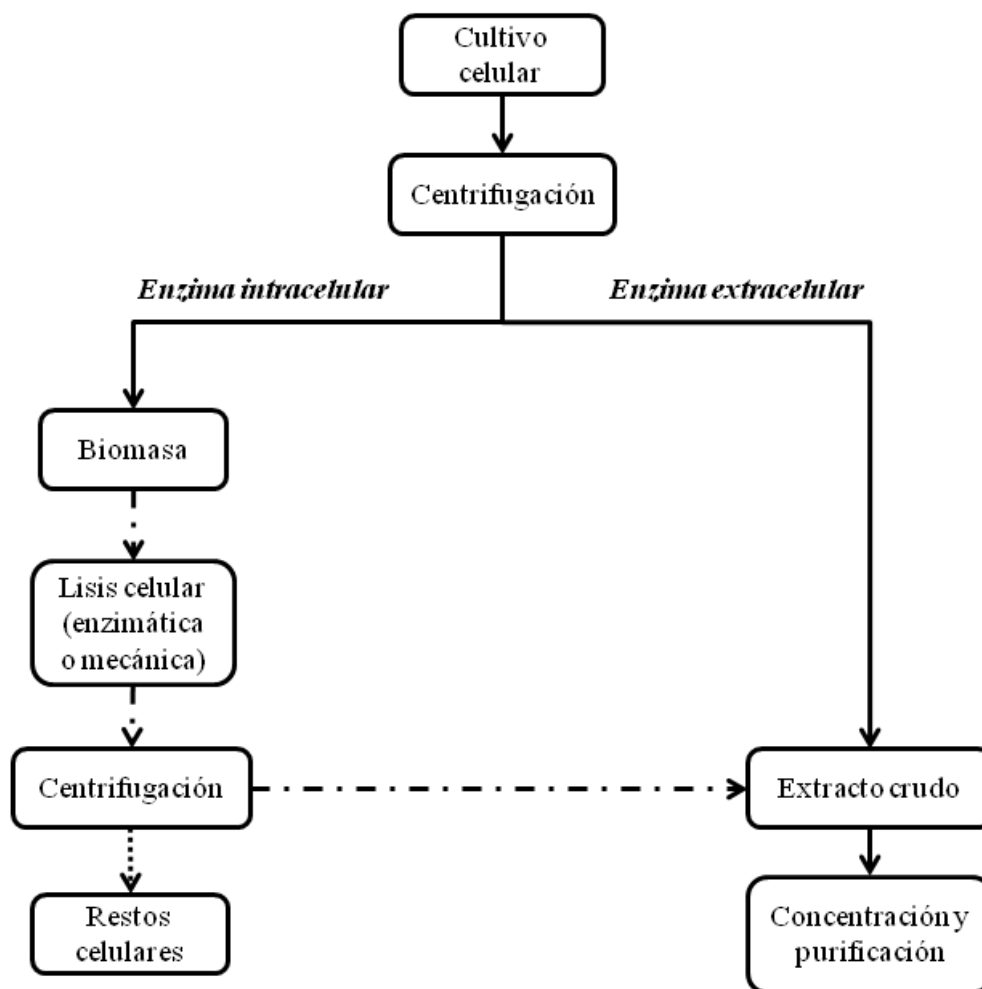 Cultivo
celular
Centrifugación
Enzima intracelular
Enzima extracelular
Biomasa
Lisis celular
(enzimática
o mecánica)
Centrifugación
Extracto crudo
Restos
celulares
Concentración y
purificación